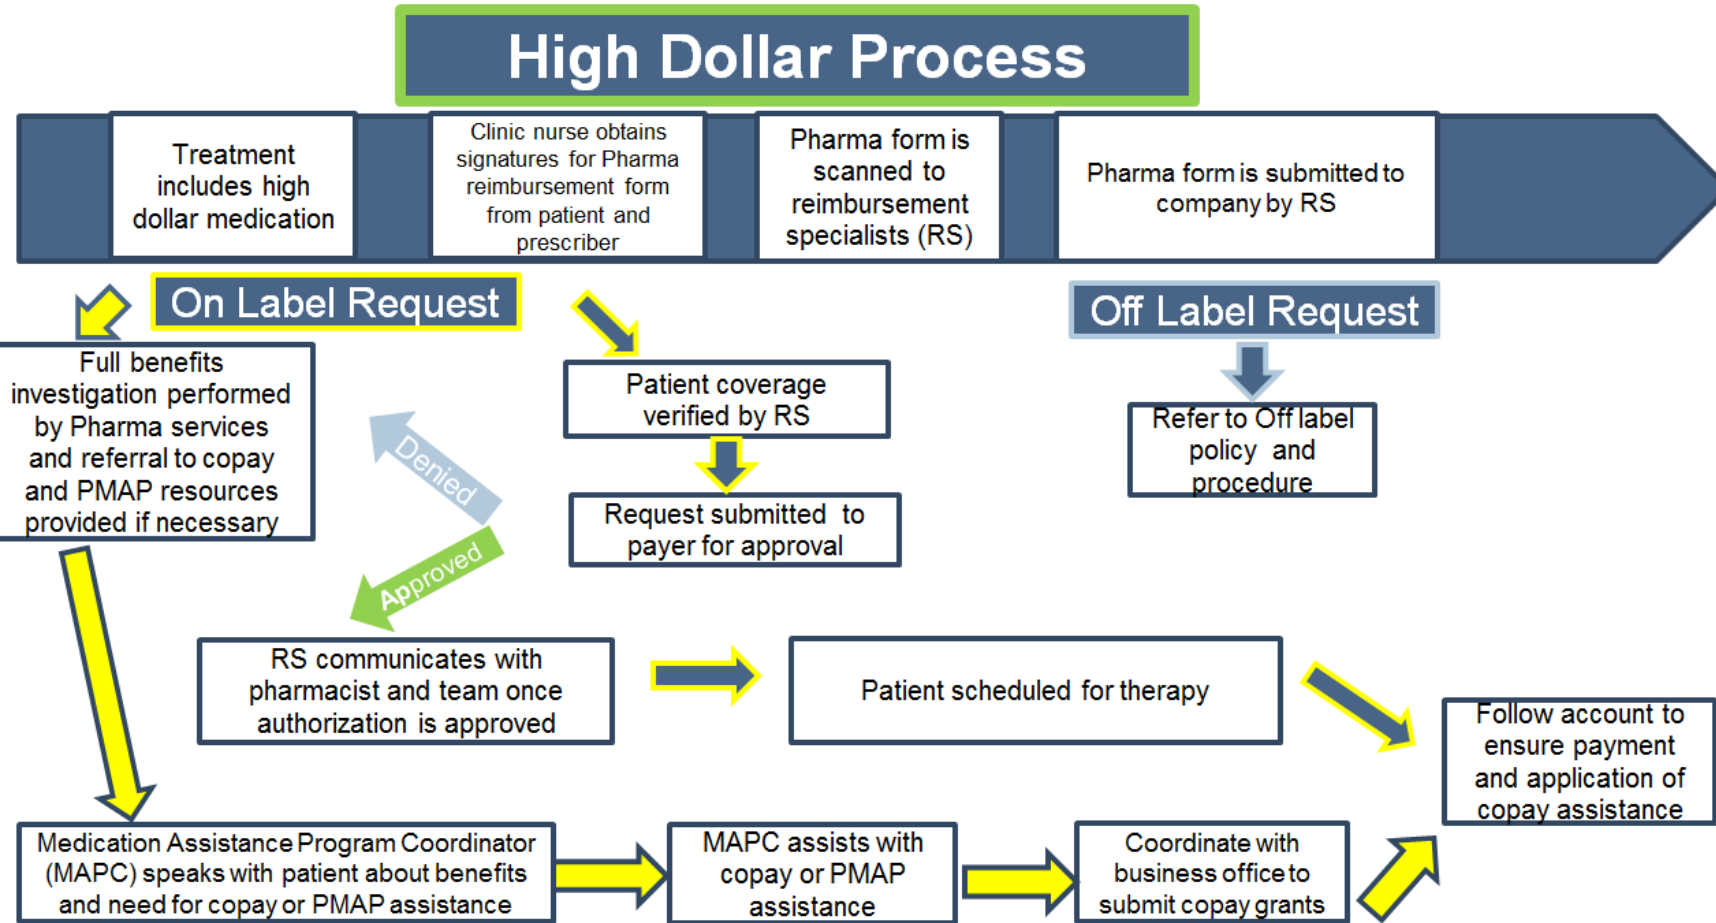 High Dollar Process
Treatment
includes high
dollar medication
Clinic nurse obtains
signatures for Pharma
reimbursement form
from patient and
prescriber
Pharma form is
scanned to
reimbursement
specialists (RS)
Pharma form is submitted to
company by RS
On Label Request
Off Label Request
Full benefits
investigation performed
by Pharma services
and referral to copay
and PMAP resources
provided if necessary
Patient coverage
verified by RS
Refer to Off label
policy and
procedure
Denied
Request submitted to
payer for approval
Approved
RS communicates with
pharmacist and team once
authorization is approved
Patient scheduled for therapy
Follow account to
ensure payment
and application of
copay assistance
Medication Assistance Program Coordinator
(MAPC) speaks with patient about benefits
and need for copay or PMAP assistance
MAPC assists with
copay or PMAP
assistance
Coordinate with
business office to
submit copay grants